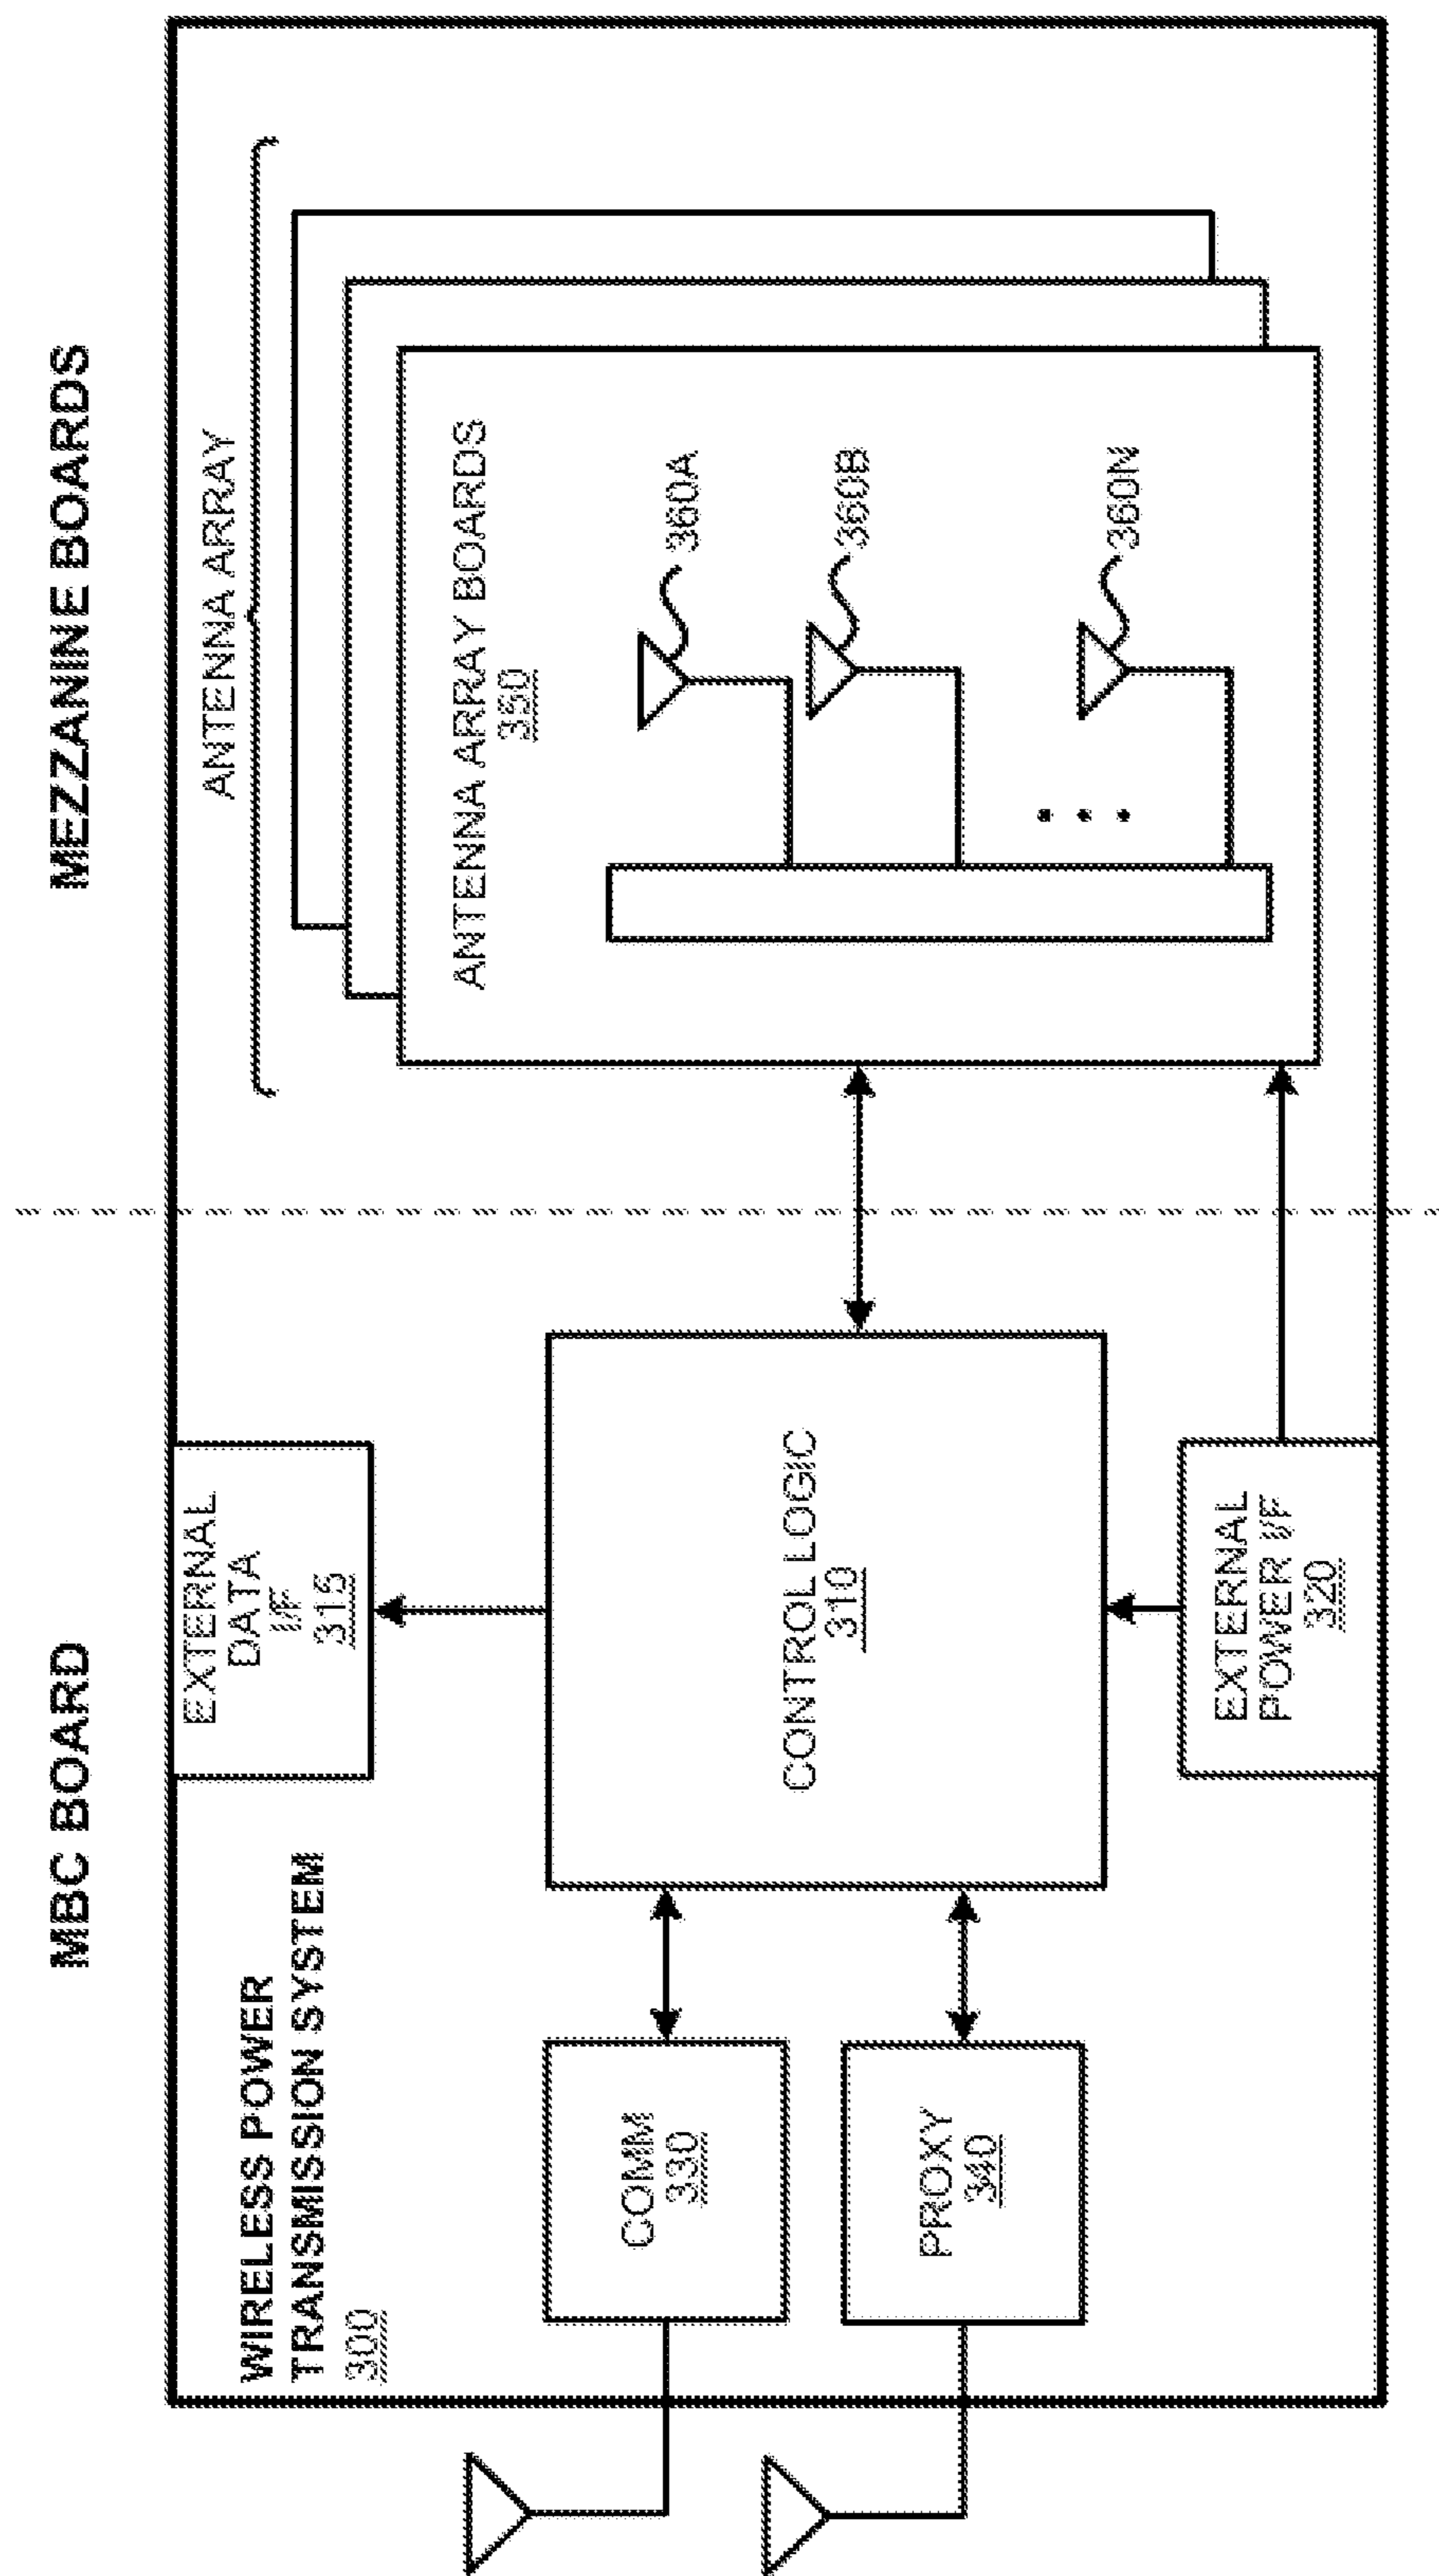 MBC BOARD
MEZZANINE BOARDS
WIRELESS POWER
TRANSMISSION SYSTEM
300
EXTERNAL
DATA
I/F
315
ANTENNA ARRAY
ANTENNA ARRAY BOARDS
350
360A
360B
360N
COMM
330
PROXY
340
CONTROL LOGIC
310
EXTERNAL
POWER I/F
320